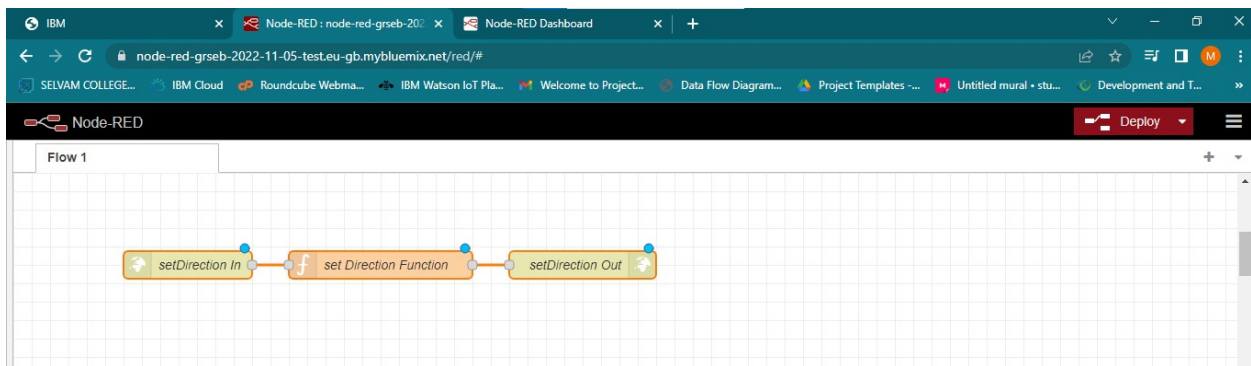 IBM Node-RED : node-red-grseb-202 Node-RED Dashboard
node-red-grseb-2022-11-05-test.eu-gb.mybluemix.net/red/# M
SELVAM COLLEGE... IBM Cloud Roundcube Webma... IBM Watson IoT Pla... Welcome to Project... Data Flow Diagram... Project Templates -... Untitled mural • stu... Development and T... »
Node-RED Deploy
Flow 1
setDirection In set Direction Function setDirection Out